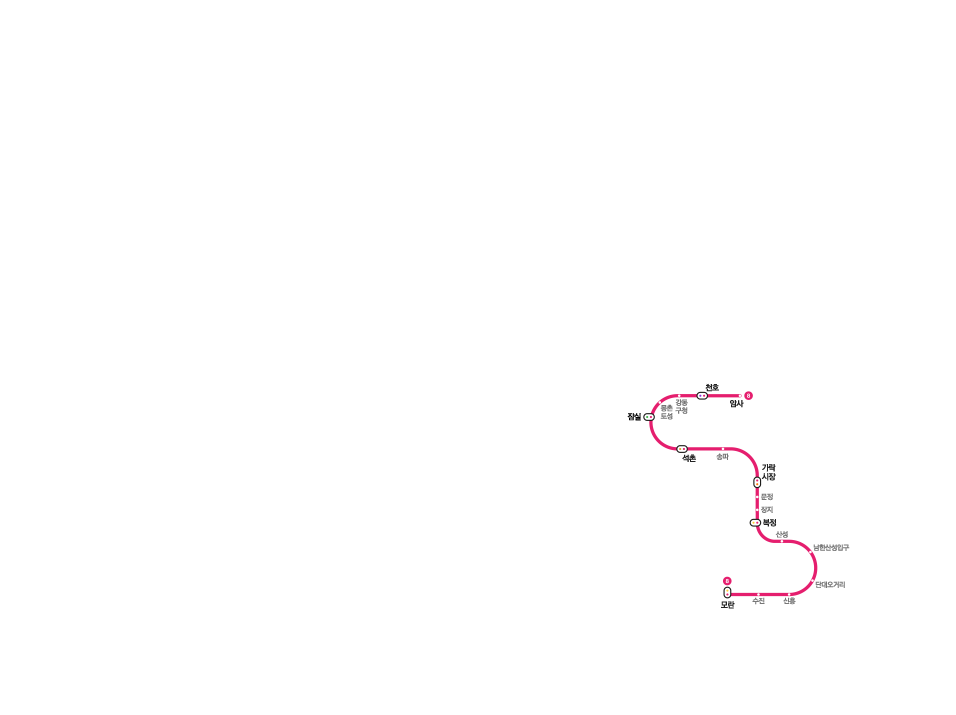 천호
8
암사
강동
구청
몽촌
도성
잠실
석촌
송파
가락
시장
문정
장지
복정
산성
남한산성입구
단대오거리
8
모란
수진
신흥